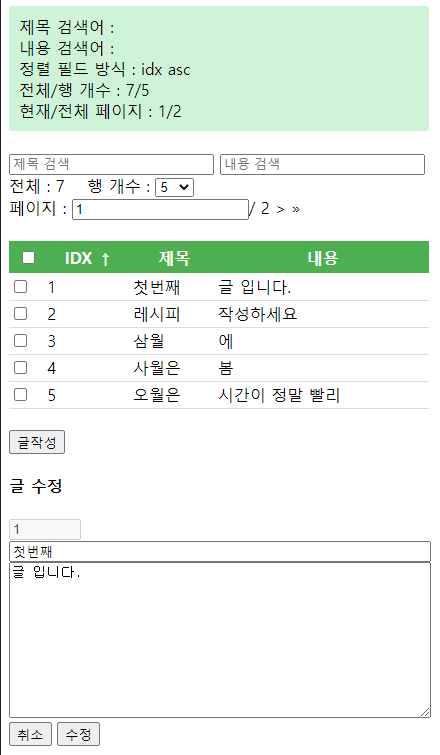 제목 검색어 :
내용 검색어 :
정렬 필드 방식 : idx asc
전체/행 개수 : 7/5
현재/전체 페이지 : 1/2
제목 검색 내용 검색
전체 : 7 행 개수 : 5
페이지 : 1 / 2 > »
IDX ↑ 제목 내용
1 첫번째 글 입니다.
2 레시피 작성하세요
3 삼월 에
4 사월은 봄
5 오월은 시간이 정말 빨리
글작성
글 수정
1
첫번째
글 입니다.
취소 수정